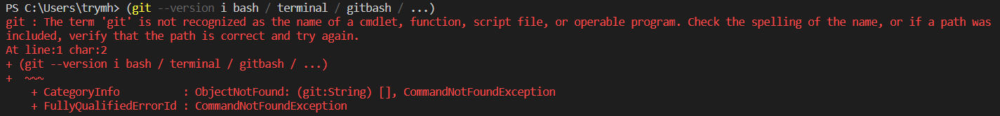 PS C:\Users\trymh> (git --version i bash / terminal / gitbash / ...)
git : The term 'git' is not recognized as the name of a cmdlet, function, script file, or operable program. Check the spelling of the name, or if a path was
included, verify that the path is correct and try again.
At line:1 char:2
+ (git --version i bash / terminal / gitbash / ...)
+  ~~~
    + CategoryInfo          : ObjectNotFound: (git:String) [], CommandNotFoundException
    + FullyQualifiedErrorId : CommandNotFoundException